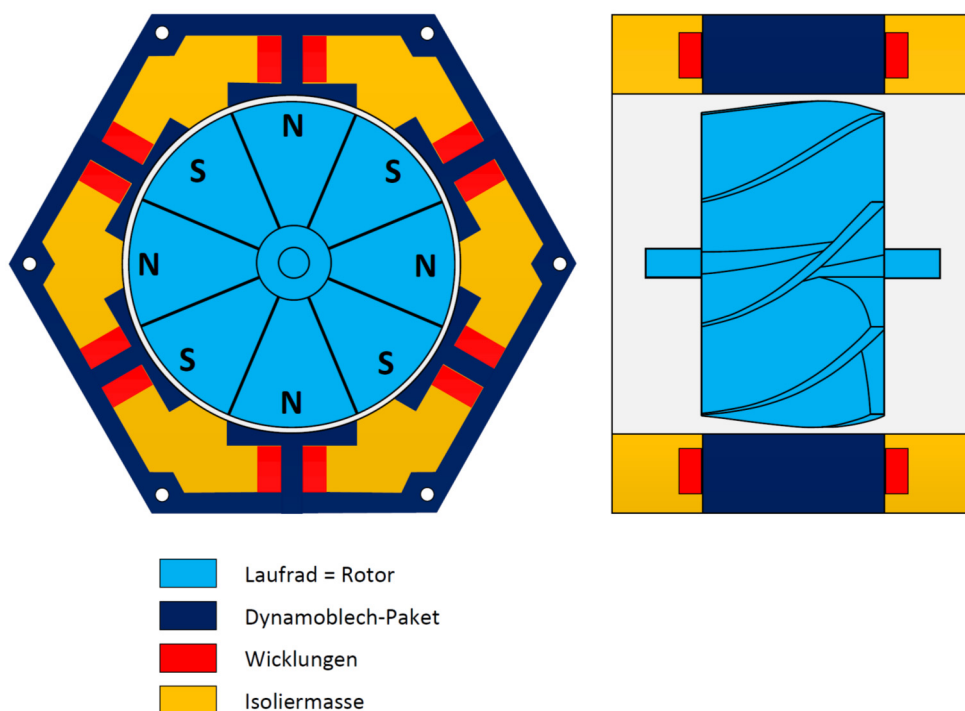 N
S
S
N
N
S
S
N
Laufrad = Rotor
Dynamoblech-Paket
Wicklungen
Isoliermasse